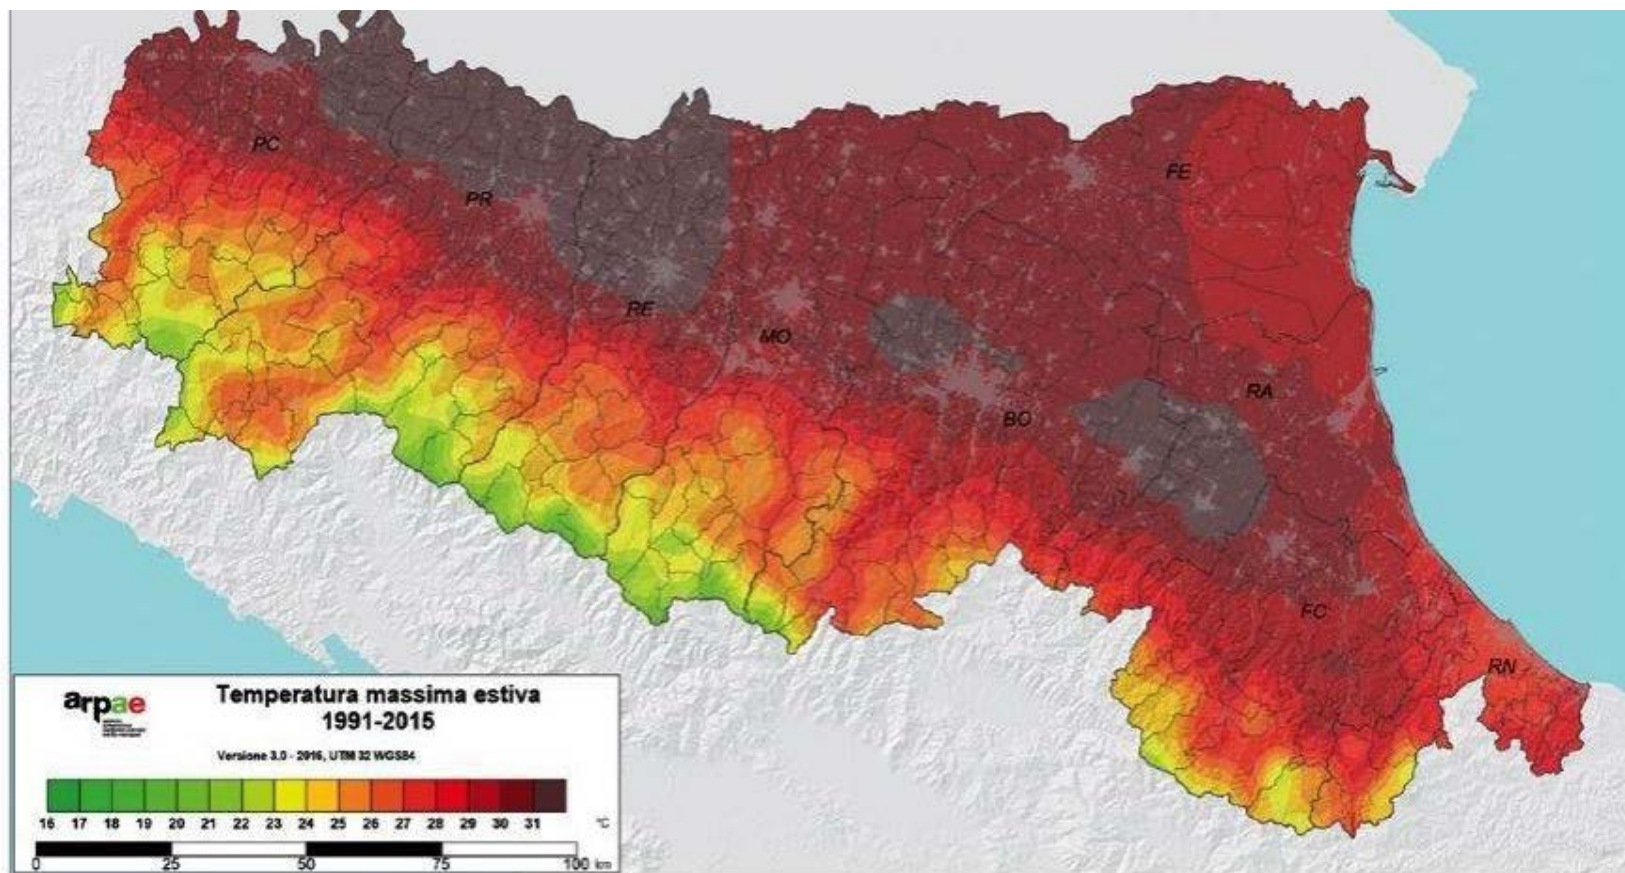 PC
PR
RE
MO
BO
FE
RA
FC
RN
arpae
Temperatura massima estiva
1991-2015
Versione 3.0 - 2016, UTM 32 WGS84
16 17 18 19 20 21 22 23 24 25 26 27 28 29 30 31 °C
0 25 50 75 100 km